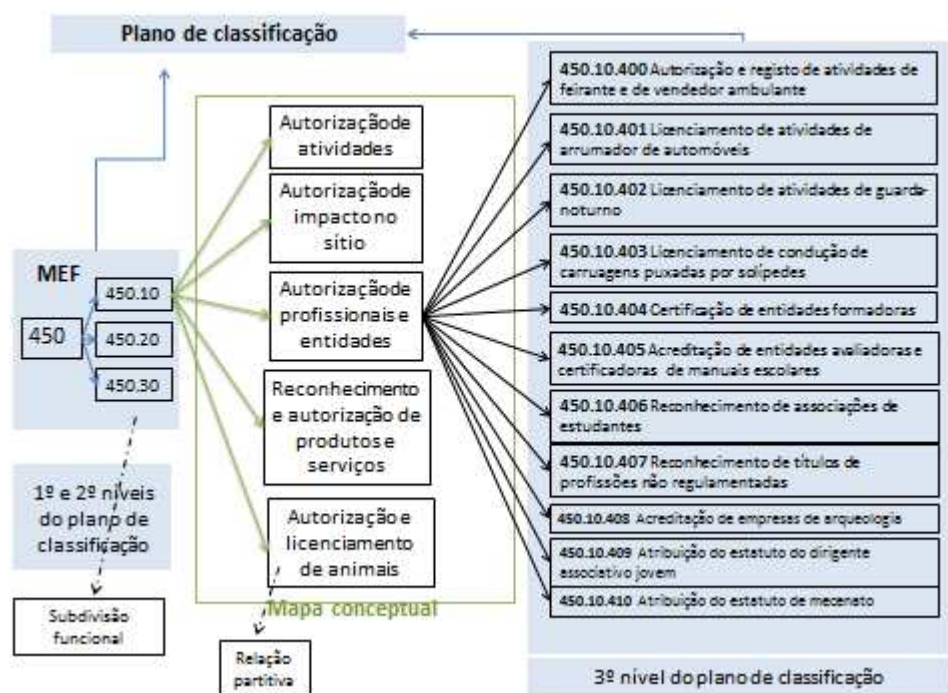 Plano de classificação
MEF
450
450.10
450.20
450.30
1º e 2º níveis
do plano de
classificação
Subdivisão
funcional
Autorizaçãode
atividades
Autorizaçãode
impacto no
sítio
Autorizaçãode
profissionais e
entidades
Reconhecimento
e autorização de
produtos e
serviços
Autorização e
licenciamento
de animais
Mapa conceptual
Relação
partitiva
450.10.400 Autorização e registo de atividades de
feirante e de vendedor ambulante
450.10.401 Licenciamento de atividades de
arrumador de automóveis
450.10.402 Licenciamento de atividades de guarda-
noturno
450.10.403 Licenciamento de condução de
carruagens puxadas por solípedes
450.10.404 Certificação de entidades formadoras
450.10.405 Acreditação de entidades avaliadoras e
certificadoras de manuais escolares
450.10.406 Reconhecimento de associações de
estudantes
450.10.407 Reconhecimento de títulos de
profissões não regulamentadas
450.10.408 Acreditação de empresas de arqueologia
450.10.409 Atribuição do estatuto do dirigente
associativo jovem
450.10.410 Atribuição do estatuto de mecenato
3º nível do plano de classificação